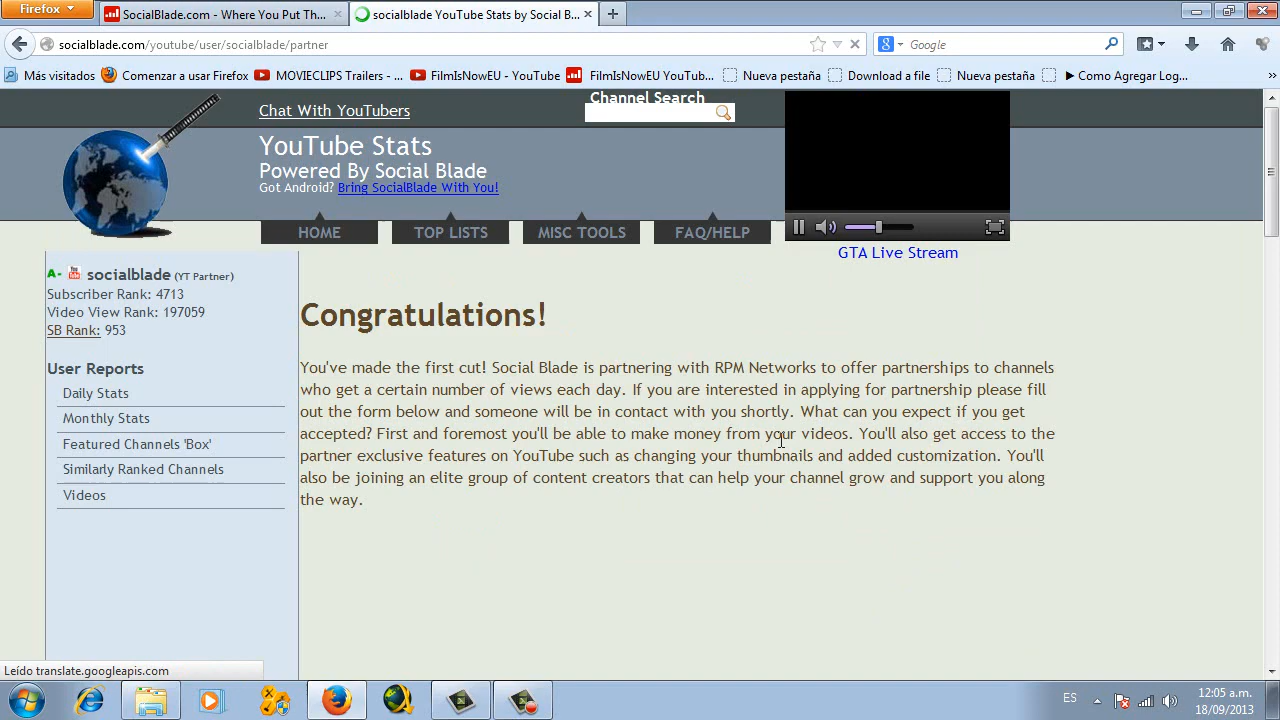 Firefox
SocialBlade.com - Where You Put Th...
socialblade YouTube Stats by Social B...
socialblade.com/youtube/user/socialblade/partner
Google
Más visitados
Comenzar a usar Firefox
MOVIECLIPS Trailers - ...
FilmIsNowEU - YouTube
FilmIsNowEU YouTub...
Nueva pestaña
Download a file
Nueva pestaña
Como Agregar Log...
Chat With YouTubers
Channel Search
YouTube Stats
Powered By Social Blade
Got Android? Bring SocialBlade With You!
HOME
TOP LISTS
MISC TOOLS
FAQ/HELP
GTA Live Stream
A- socialblade (YT Partner)
Subscriber Rank: 4713
Video View Rank: 197059
SB Rank: 953
User Reports
Daily Stats
Monthly Stats
Featured Channels 'Box'
Similarly Ranked Channels
Videos
Congratulations!
You've made the first cut! Social Blade is partnering with RPM Networks to offer partnerships to channels
who get a certain number of views each day. If you are interested in applying for partnership please fill
out the form below and someone will be in contact with you shortly. What can you expect if you get
accepted? First and foremost you'll be able to make money from your videos. You'll also get access to the
partner exclusive features on YouTube such as changing your thumbnails and added customization. You'll
also be joining an elite group of content creators that can help your channel grow and support you along
the way.
Leído translate.googleapis.com
ES
12:05 a.m.
18/09/2013